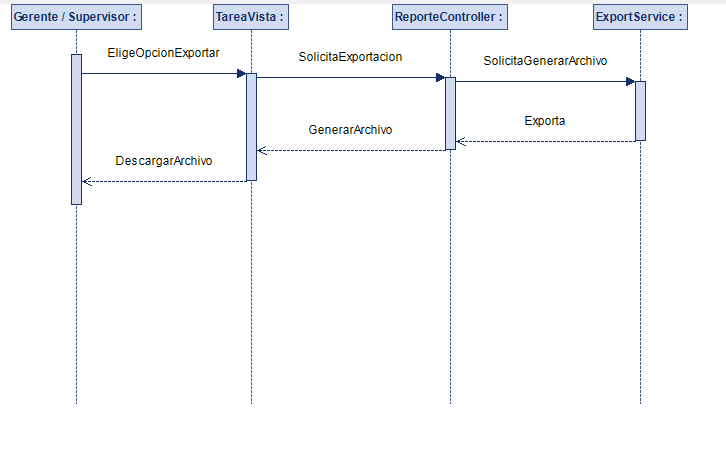 Gerente / Supervisor :
TareaVista :
ReporteController :
ExportService :
EligeOpcionExportar
SolicitaExportacion
SolicitaGenerarArchivo
Exporta
GenerarArchivo
DescargarArchivo